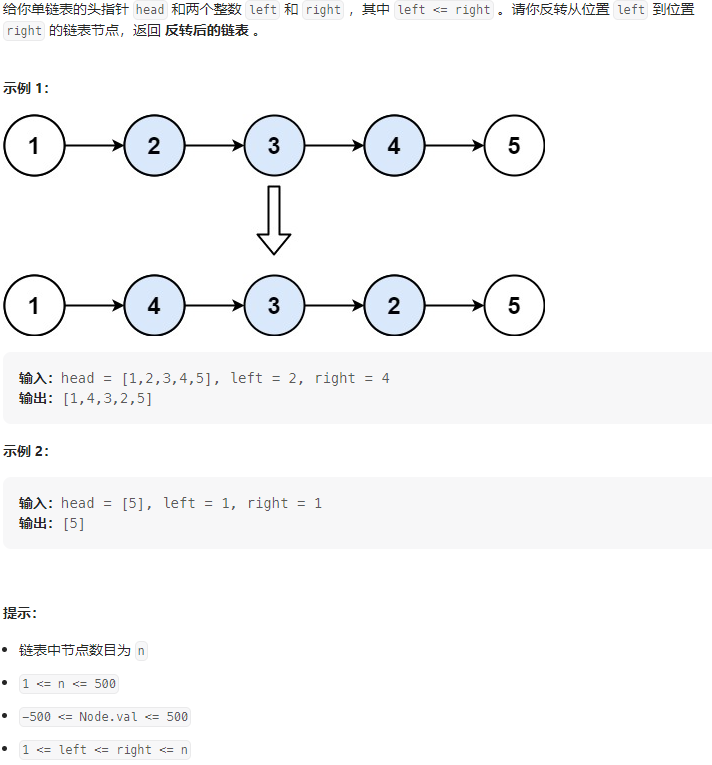 给你单链表的头指针 head 和两个整数 left 和 right ，其中 left <= right 。请你反转从位置 left 到位置
right 的链表节点，返回 反转后的链表 。
示例 1：
1 2 3 4 5
1 4 3 2 5
输入：head = [1,2,3,4,5], left = 2, right = 4
输出：[1,4,3,2,5]
示例 2：
输入：head = [5], left = 1, right = 1
输出：[5]
提示：
链表中节点数目为 n
1 <= n <= 500
-500 <= Node.val <= 500
1 <= left <= right <= n